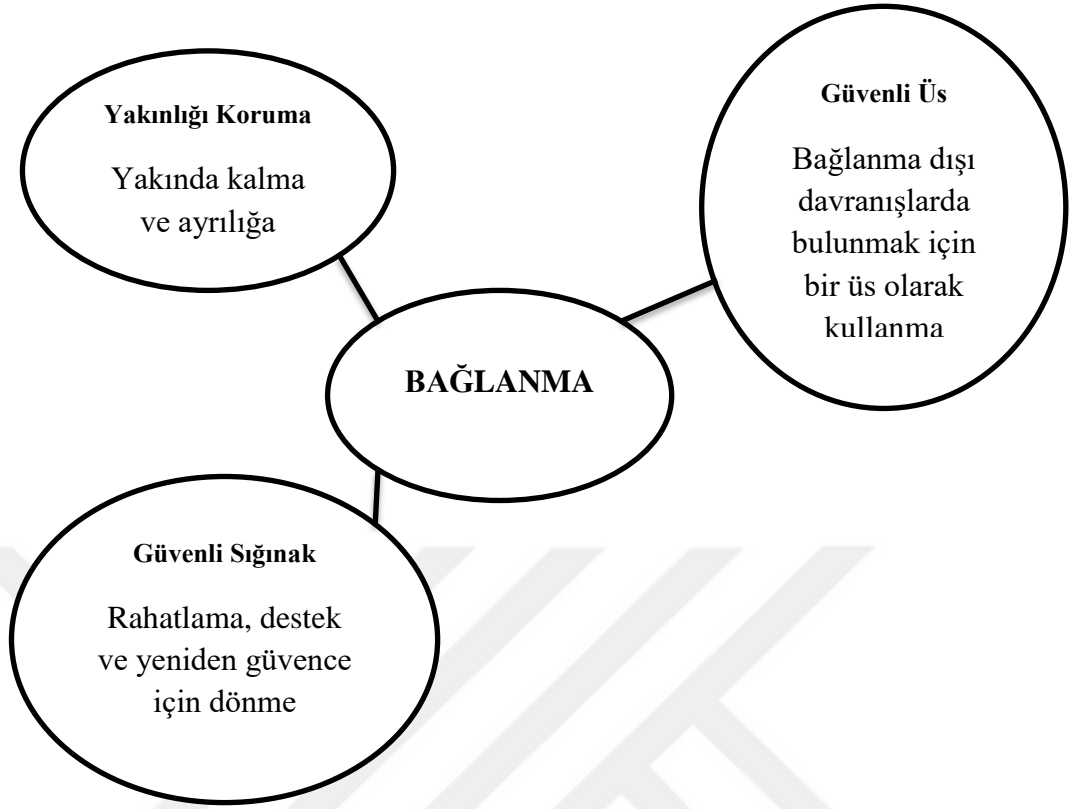 Yakınlığı Koruma
Yakında kalma
ve ayrılığa
Güvenli Üs
Bağlanma dışı
davranışlarda
bulunmak için
bir üs olarak
kullanma
BAĞLANMA
Güvenli Sığınak
Rahatlama, destek
ve yeniden güvence
için dönme